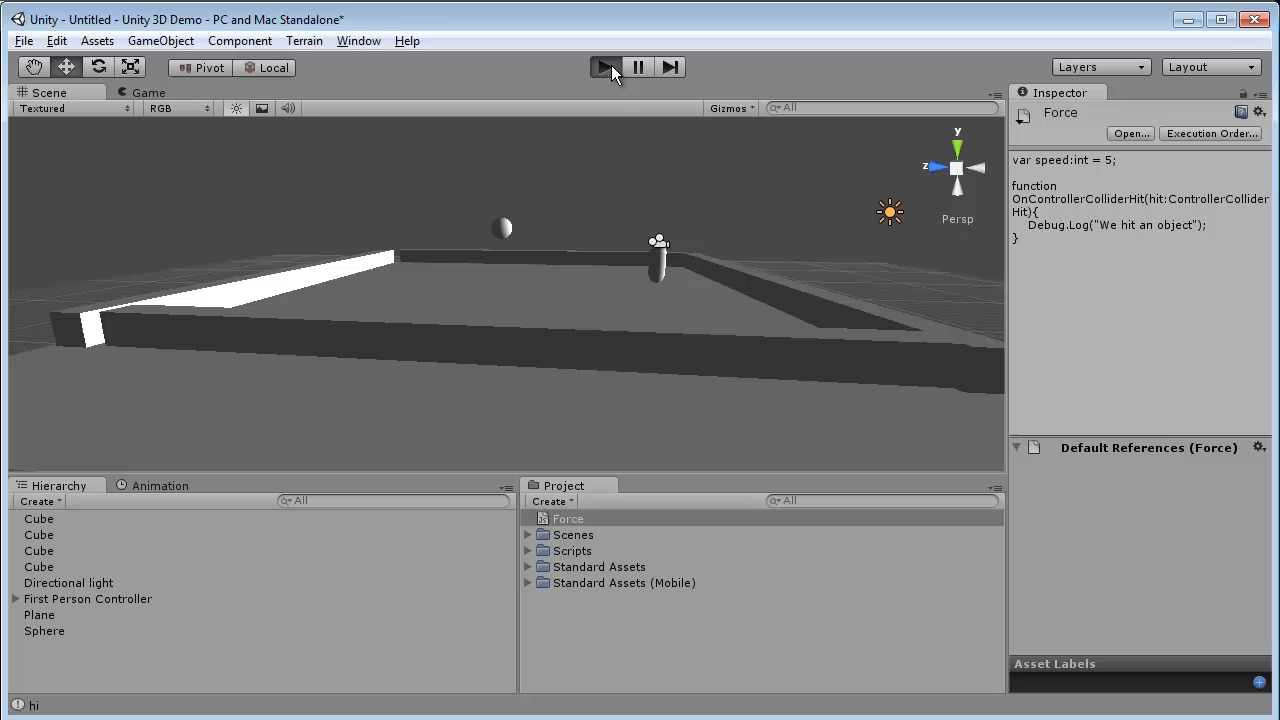 Unity - Untitled - Unity 3D Demo - PC and Mac Standalone*
File Edit Assets GameObject Component Terrain Window Help
Pivot Local Layers Layout
Scene Game Inspector
Textured RGB Gizmos All
Force
Open... Execution Order...
y
z
Persp
var speed:int = 5;
function
OnControllerColliderHit(hit:ControllerCollider
Hit){
Debug.Log("We hit an object");
}
Default References (Force)
Hierarchy Animation Project
Create All Create All
Cube
Cube
Cube
Cube
Directional light
First Person Controller
Plane
Sphere
Force
Scenes
Scripts
Standard Assets
Standard Assets (Mobile)
Asset Labels
hi